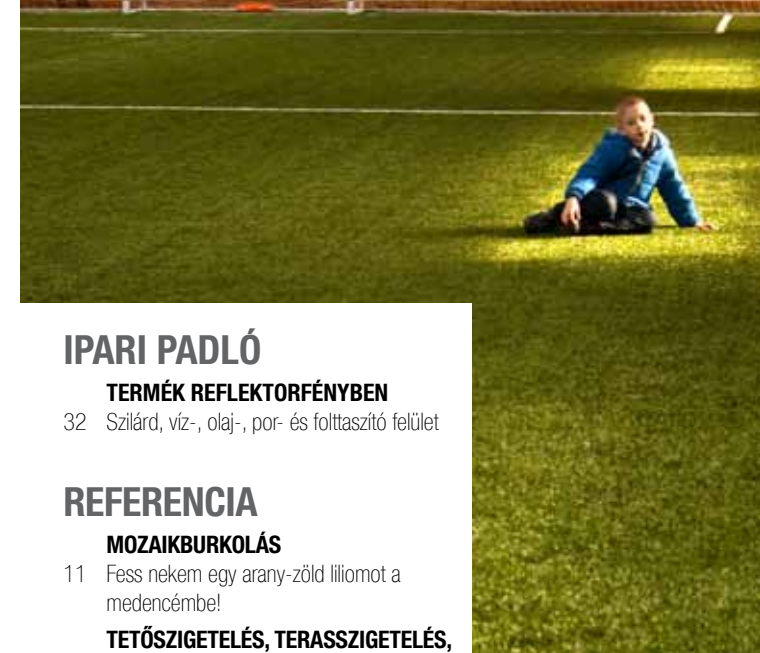 IPARI PADLÓ
TERMÉK REFLEKTORFÉNYBEN
32 Szilárd, víz-, olaj-, por- és folttaszító felület
REFERENCIA
MOZAIKBURKOLÁS
11 Fess nekem egy arany-zöld liliomot a
medencémbe!
TETŐSZIGETELÉS, TERASSZIGETELÉS,